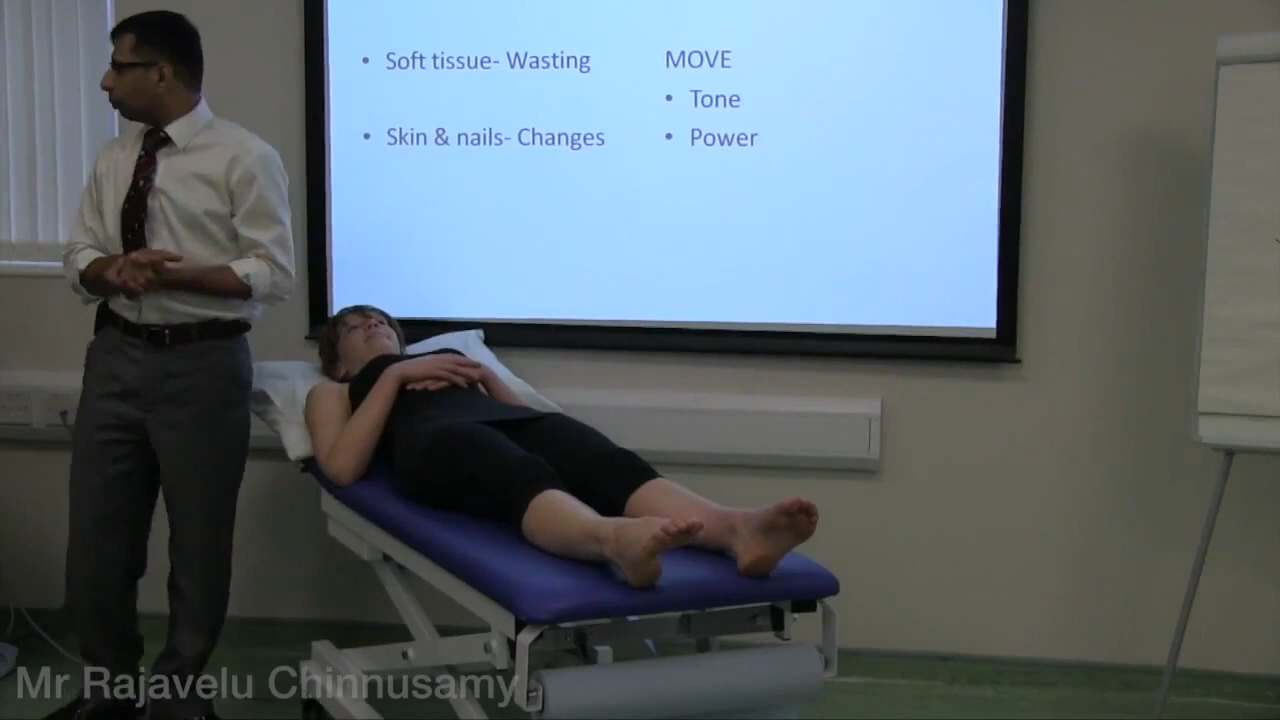 • Soft tissue- Wasting
• Skin & nails- Changes
MOVE
• Tone
• Power
Mr Rajavelu Chinnusamy